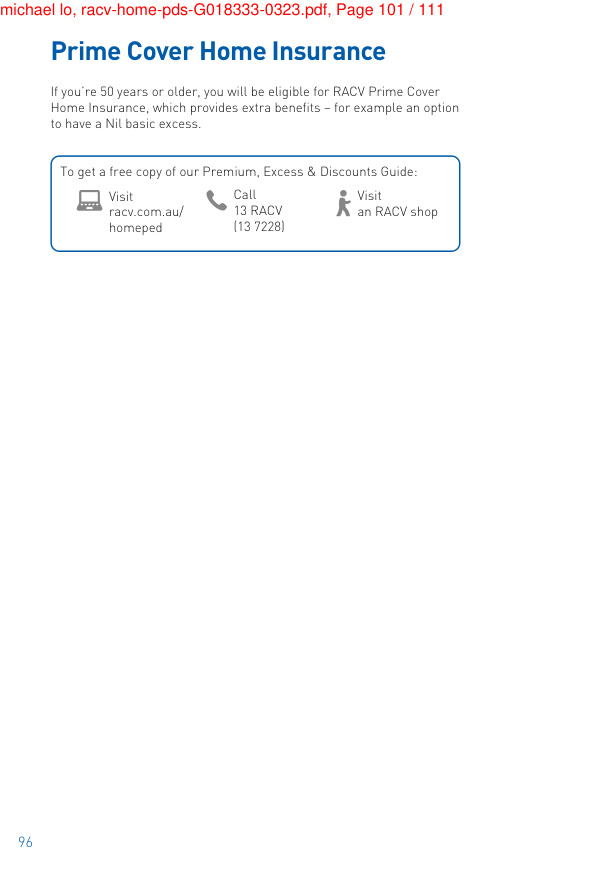 michael lo, racv-home-pds-G018333-0323.pdf, Page 101 / 111
Prime Cover Home Insurance
If you're 50 years or older, you will be eligible for RACV Prime Cover
Home Insurance, which provides extra benefits – for example an option
to have a Nil basic excess.
To get a free copy of our Premium, Excess & Discounts Guide:
Visit
racv.com.au/
homeped
Call
13 RACV
(13 7228)
Visit
an RACV shop
96